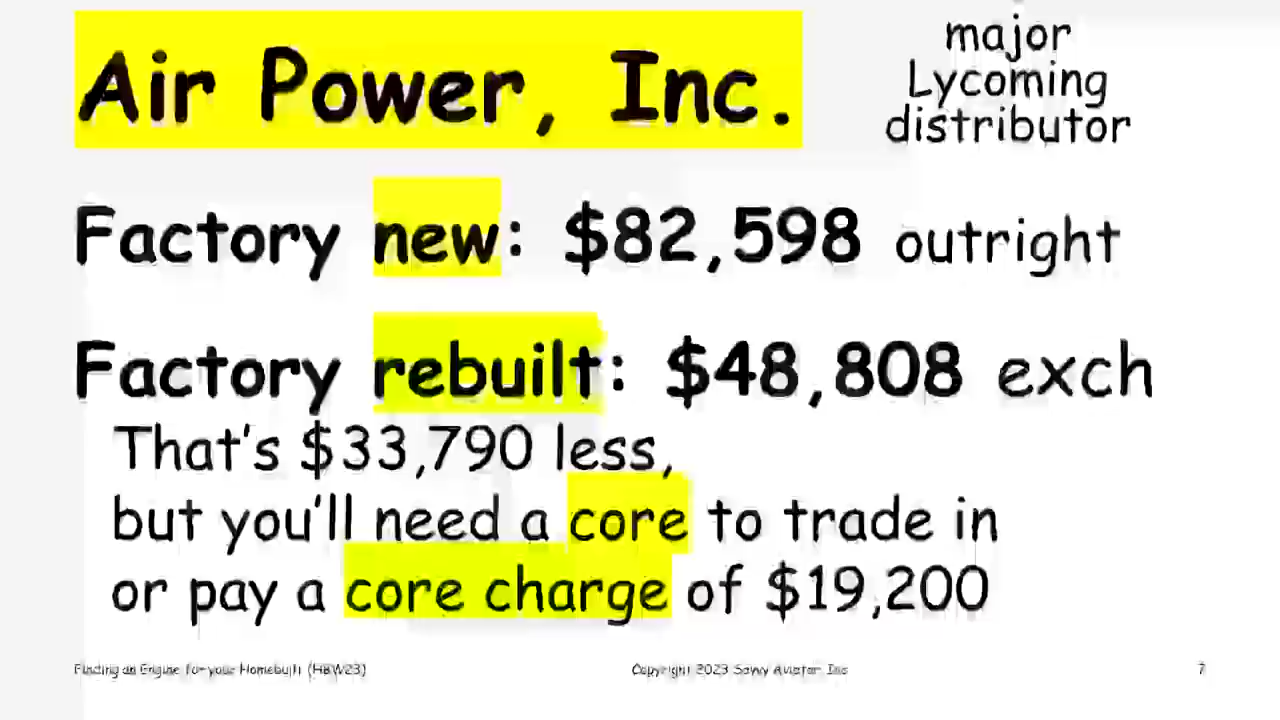 Air Power, Inc.
major
Lycoming
distributor
Factory new: $82,598 outright
Factory rebuilt: $48,808 exch
That's $33,790 less,
but you'll need a core to trade in
or pay a core charge of $19,200
Finding an Engine for your Homebuilt (HBW23)
Copyright 2023 Savvy Aviator, Inc
7